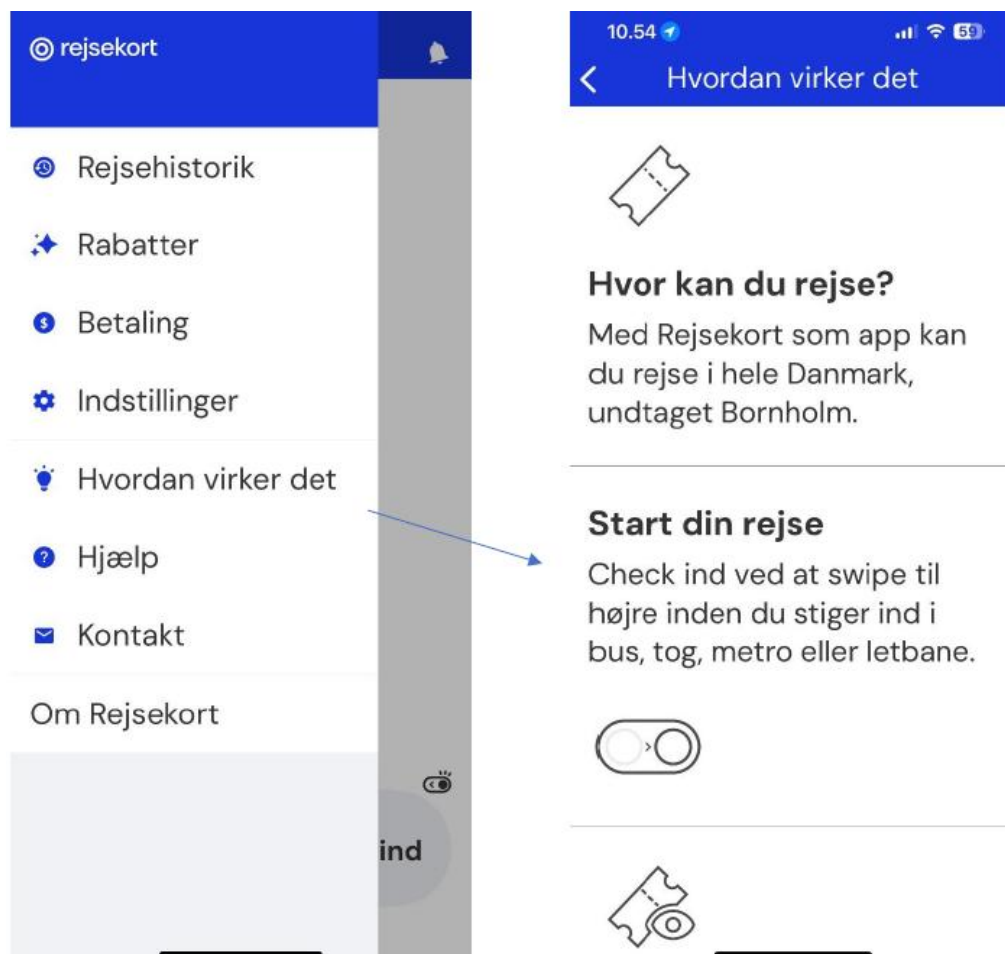 rejsekort
Rejsehistorik
Rabatter
Betaling
Indstillinger
Hvordan virker det
Hjælp
Kontakt
Om Rejsekort
ind
10.54
59
Hvordan virker det
Hvor kan du rejse?
Med Rejsekort som app kan
du rejse i hele Danmark,
undtaget Bornholm.
Start din rejse
Check ind ved at swipe til
højre inden du stiger ind i
bus, tog, metro eller letbane.